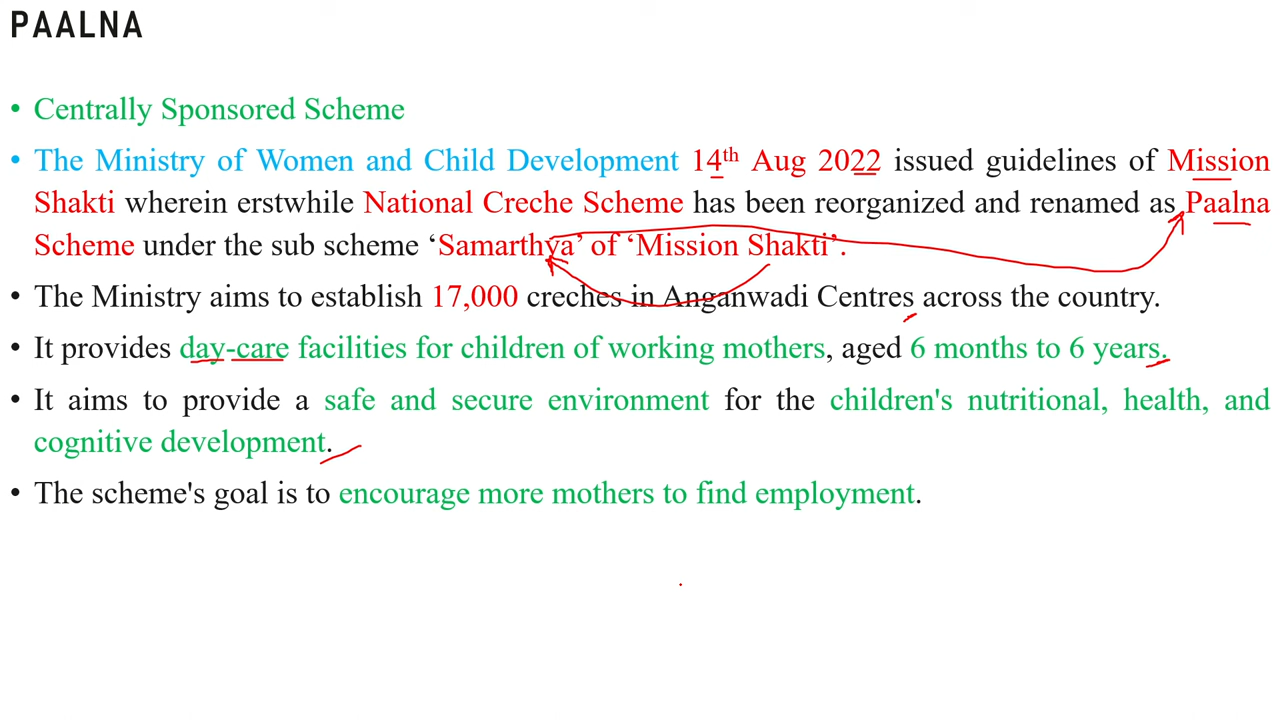 PAALNA
• Centrally Sponsored Scheme
• The Ministry of Women and Child Development 14th Aug 2022 issued guidelines of Mission
Shakti wherein erstwhile National Creche Scheme has been reorganized and renamed as Paalna
Scheme under the sub scheme ‘Samarthya’ of ‘Mission Shakti’.
• The Ministry aims to establish 17,000 creches in Anganwadi Centres across the country.
• It provides day-care facilities for children of working mothers, aged 6 months to 6 years.
• It aims to provide a safe and secure environment for the children's nutritional, health, and
cognitive development.
• The scheme's goal is to encourage more mothers to find employment.